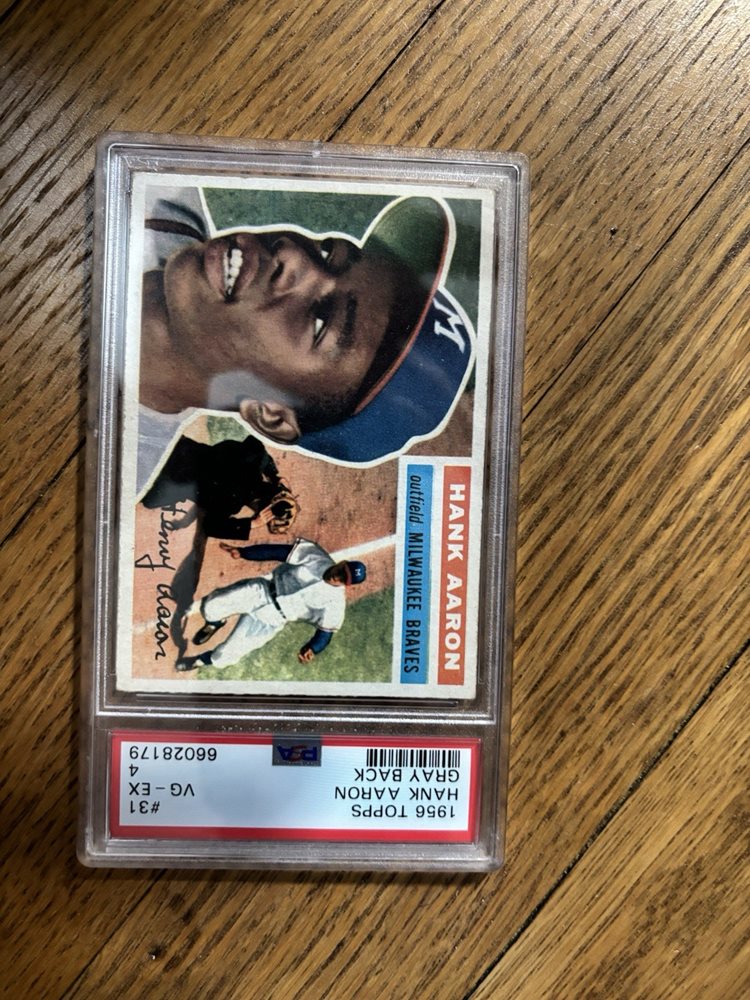 1956 TOPPS #31
HANK AARON VG-EX
GRAY BACK 4
PSA 66028179
HANK AARON
outfield MILWAUKEE BRAVES
M
Henry Aaron